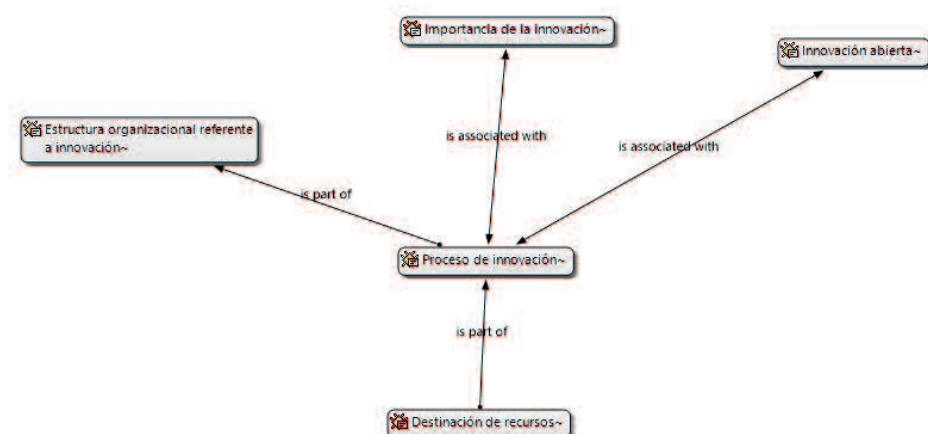 Importancia de la innovación~
Innovación abierta~
Estructura organizacional referente
a innovación~
is associated with
is associated with
is part of
Proceso de innovación~
is part of
Destinación de recursos~